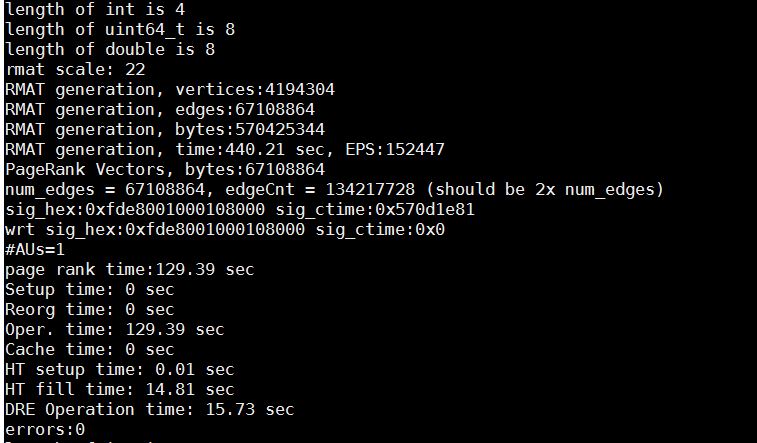 length of int is 4
length of uint64_t is 8
length of double is 8
rmat scale: 22
RMAT generation, vertices:4194304
RMAT generation, edges:67108864
RMAT generation, bytes:570425344
RMAT generation, time:440.21 sec, EPS:152447
PageRank Vectors, bytes:67108864
num_edges = 67108864, edgeCnt = 134217728 (should be 2x num_edges)
sig_hex:0xfde8001000108000 sig_ctime:0x570d1e81
wrt sig_hex:0xfde8001000108000 sig_ctime:0x0
#AUs=1
page rank time:129.39 sec
Setup time: 0 sec
Reorg time: 0 sec
Oper. time: 129.39 sec
Cache time: 0 sec
HT setup time: 0.01 sec
HT fill time: 14.81 sec
DRE Operation time: 15.73 sec
errors:0